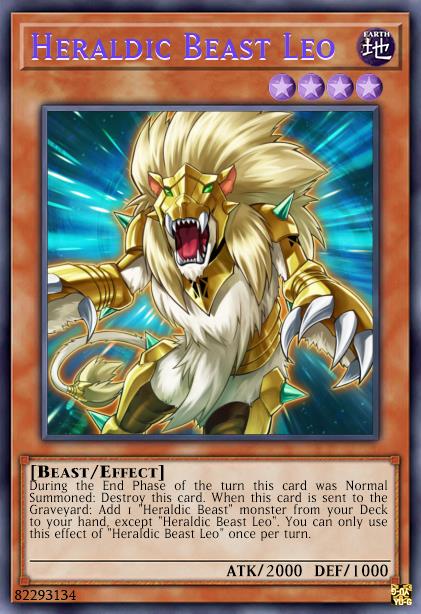 Heraldic Beast Leo
EARTH
地
[Beast/Effect]
During the End Phase of the turn this card was Normal
Summoned: Destroy this card. When this card is sent to the
Graveyard: Add 1 "Heraldic Beast" monster from your Deck
to your hand, except "Heraldic Beast Leo". You can only use
this effect of "Heraldic Beast Leo" once per turn.
ATK/2000 DEF/1000
82293134